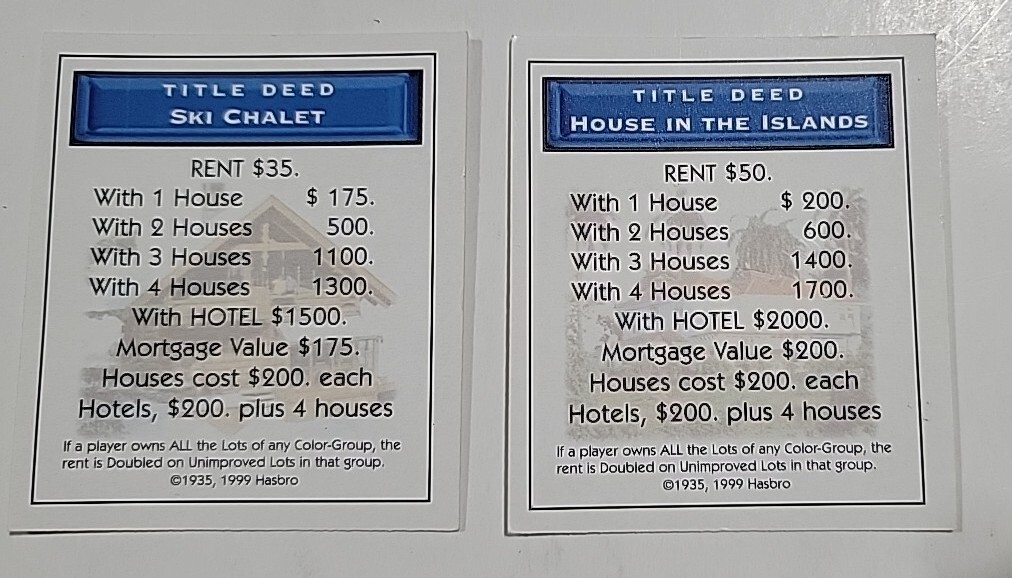 TITLE DEED
SKI CHALET
RENT $35.
With 1 House $ 175.
With 2 Houses 500.
With 3 Houses 1100.
With 4 Houses 1300.
With HOTEL $1500.
Mortgage Value $175.
Houses cost $200. each
Hotels, $200. plus 4 houses
If a player owns ALL the Lots of any Color-Group, the
rent is Doubled on Unimproved Lots in that group.
©1935, 1999 Hasbro
TITLE DEED
HOUSE IN THE ISLANDS
RENT $50.
With 1 House $ 200.
With 2 Houses 600.
With 3 Houses 1400.
With 4 Houses 1700.
With HOTEL $2000.
Mortgage Value $200.
Houses cost $200. each
Hotels, $200. plus 4 houses
If a player owns ALL the Lots of any Color-Group, the
rent is Doubled on Unimproved Lots in that group.
©1935, 1999 Hasbro